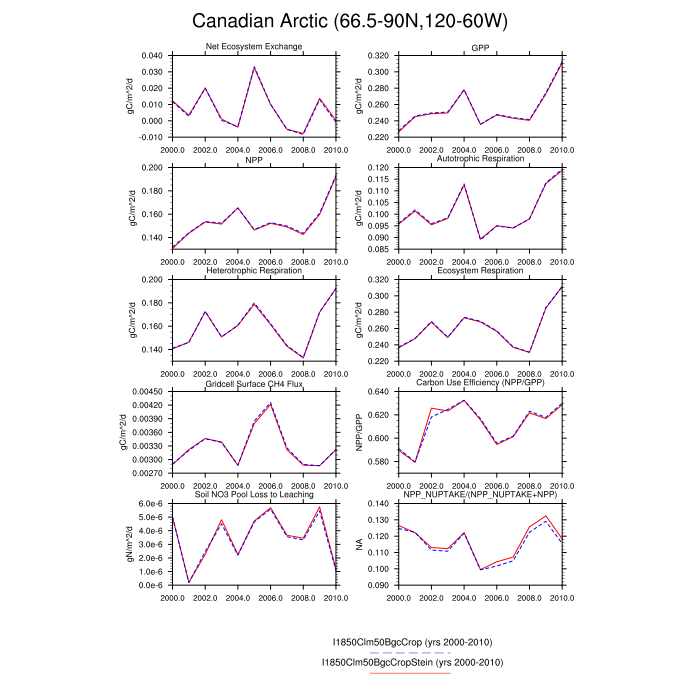 Canadian Arctic (66.5-90N,120-60W)
Net Ecosystem Exchange
GPP
gC/m^2/d
0.040
0.030
0.020
0.010
0.000
-0.010
2000.0 2002.0 2004.0 2006.0 2008.0 2010.0
gC/m^2/d
0.320
0.300
0.280
0.260
0.240
0.220
2000.0 2002.0 2004.0 2006.0 2008.0 2010.0
NPP
Autotrophic Respiration
gC/m^2/d
0.200
0.180
0.160
0.140
2000.0 2002.0 2004.0 2006.0 2008.0 2010.0
gC/m^2/d
0.120
0.115
0.110
0.105
0.100
0.095
0.090
0.085
2000.0 2002.0 2004.0 2006.0 2008.0 2010.0
Heterotrophic Respiration
Ecosystem Respiration
gC/m^2/d
0.200
0.180
0.160
0.140
2000.0 2002.0 2004.0 2006.0 2008.0 2010.0
gC/m^2/d
0.320
0.300
0.280
0.260
0.240
0.220
2000.0 2002.0 2004.0 2006.0 2008.0 2010.0
Gridcell Surface CH4 Flux
Carbon Use Efficiency (NPP/GPP)
gC/m^2/d
0.00450
0.00420
0.00390
0.00360
0.00330
0.00300
0.00270
2000.0 2002.0 2004.0 2006.0 2008.0 2010.0
NPP/GPP
0.640
0.620
0.600
0.580
2000.0 2002.0 2004.0 2006.0 2008.0 2010.0
Soil NO3 Pool Loss to Leaching
NPP_NUPTAKE/(NPP_NUPTAKE+NPP)
gN/m^2/d
6.0e-6
5.0e-6
4.0e-6
3.0e-6
2.0e-6
1.0e-6
0.0e-6
2000.0 2002.0 2004.0 2006.0 2008.0 2010.0
NA
0.140
0.130
0.120
0.110
0.100
0.090
2000.0 2002.0 2004.0 2006.0 2008.0 2010.0
I1850Clm50BgcCrop (yrs 2000-2010)
I1850Clm50BgcCropStein (yrs 2000-2010)